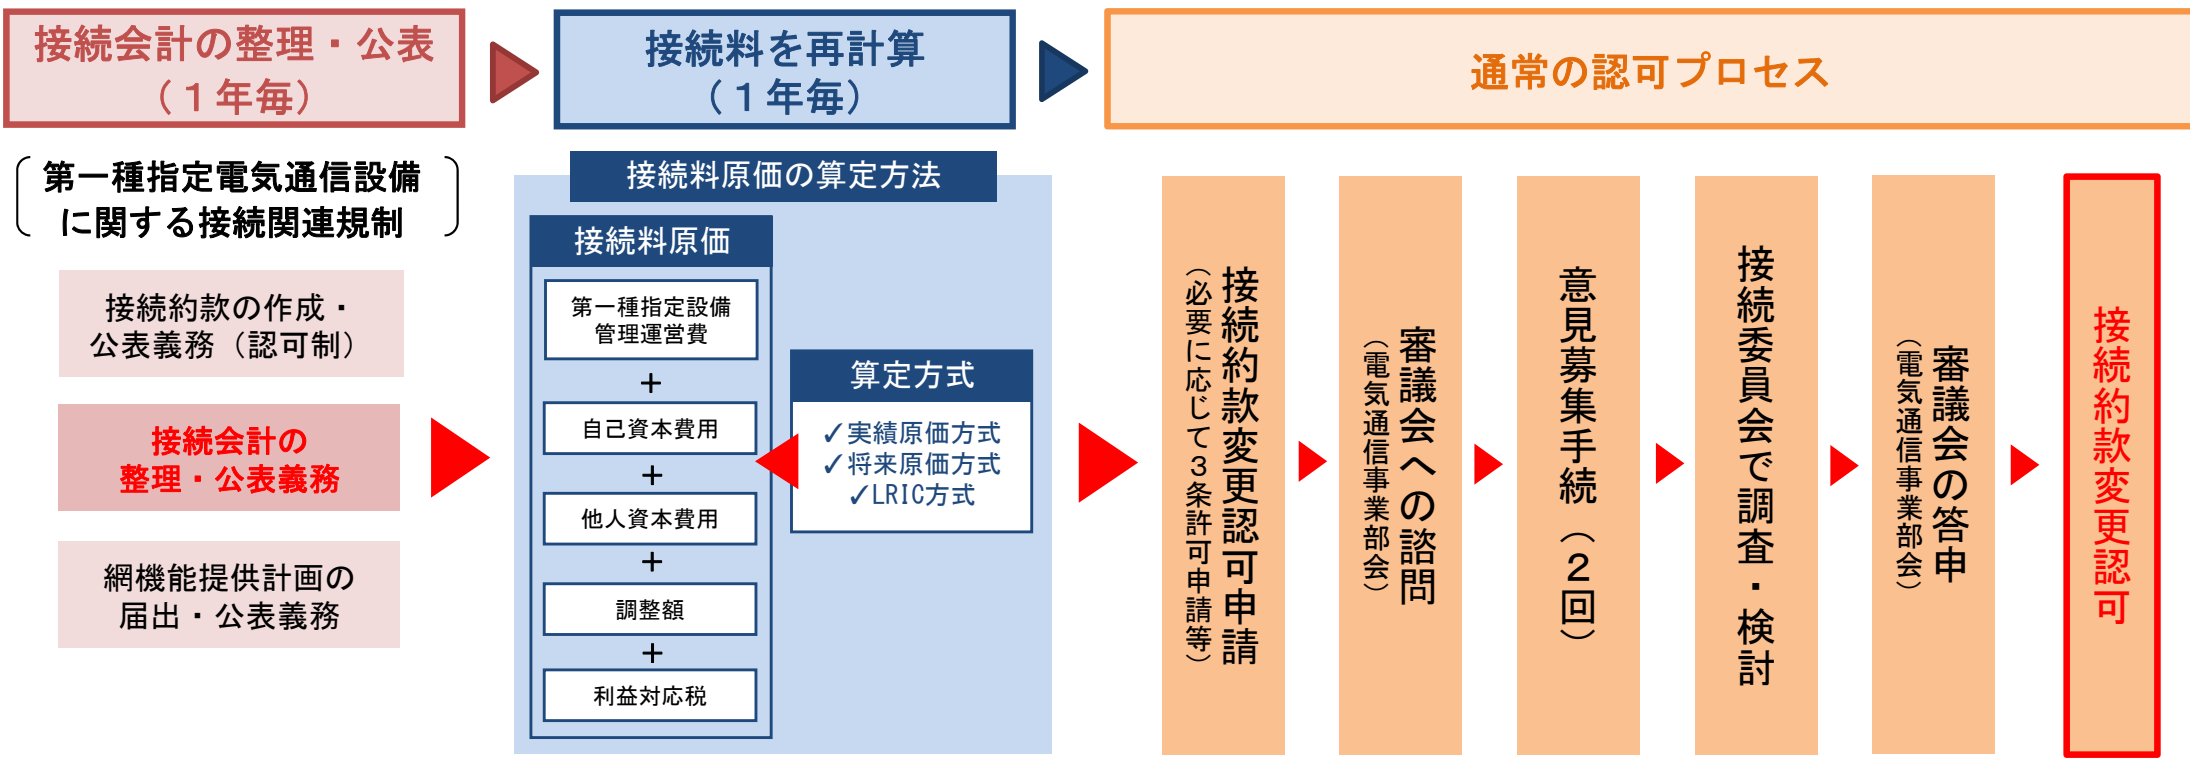 接続会計の整理・公表
（１年毎）
接続料を再計算
（１年毎）
通常の認可プロセス
第一種指定電気通信設備
に関する接続関連規制
接続約款の作成・
公表義務（認可制）
接続会計の
整理・公表義務
網機能提供計画の
届出・公表義務
接続料原価の算定方法
接続料原価
第一種指定設備
管理運営費
+
自己資本費用
+
他人資本費用
+
調整額
+
利益対応税
算定方式
✓実績原価方式
✓将来原価方式
✓LRIC方式
接続約款変更認可申請
（必要に応じて３条許可申請等）
審議会への諮問
（電気通信事業部会）
意見募集手続（２回）
接続委員会で調査・検討
審議会の答申
（電気通信事業部会）
接続約款変更認可